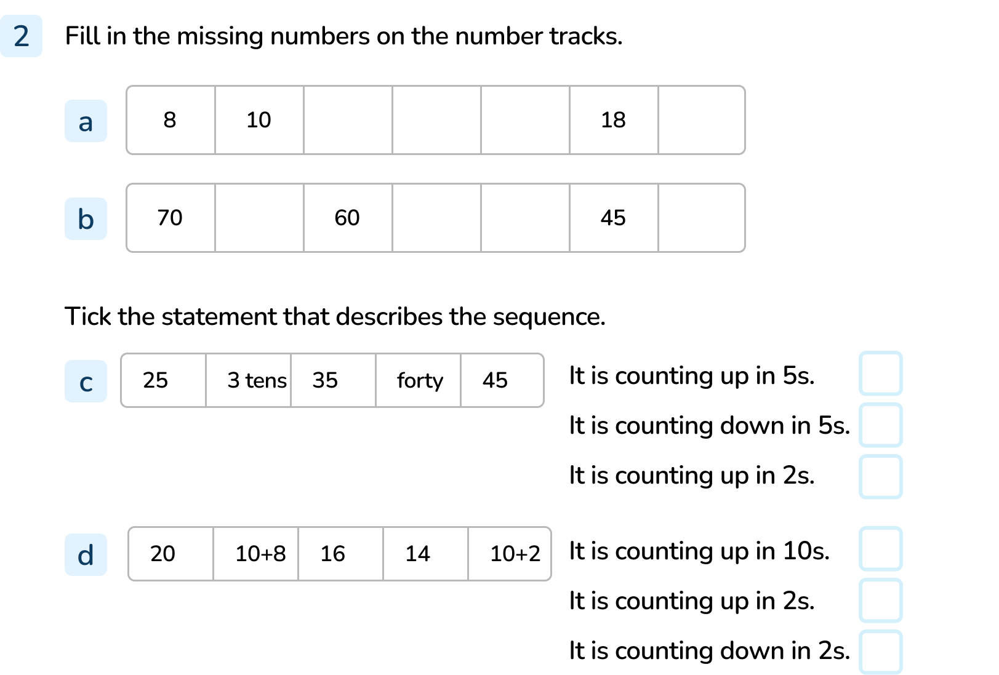 2 Fill in the missing numbers on the number tracks.
a 8 10 18
b 70 60 45
Tick the statement that describes the sequence.
c 25 3 tens 35 forty 45 It is counting up in 5s.
It is counting down in 5s.
It is counting up in 2s.
d 20 10+8 16 14 10+2 It is counting up in 10s.
It is counting up in 2s.
It is counting down in 2s.